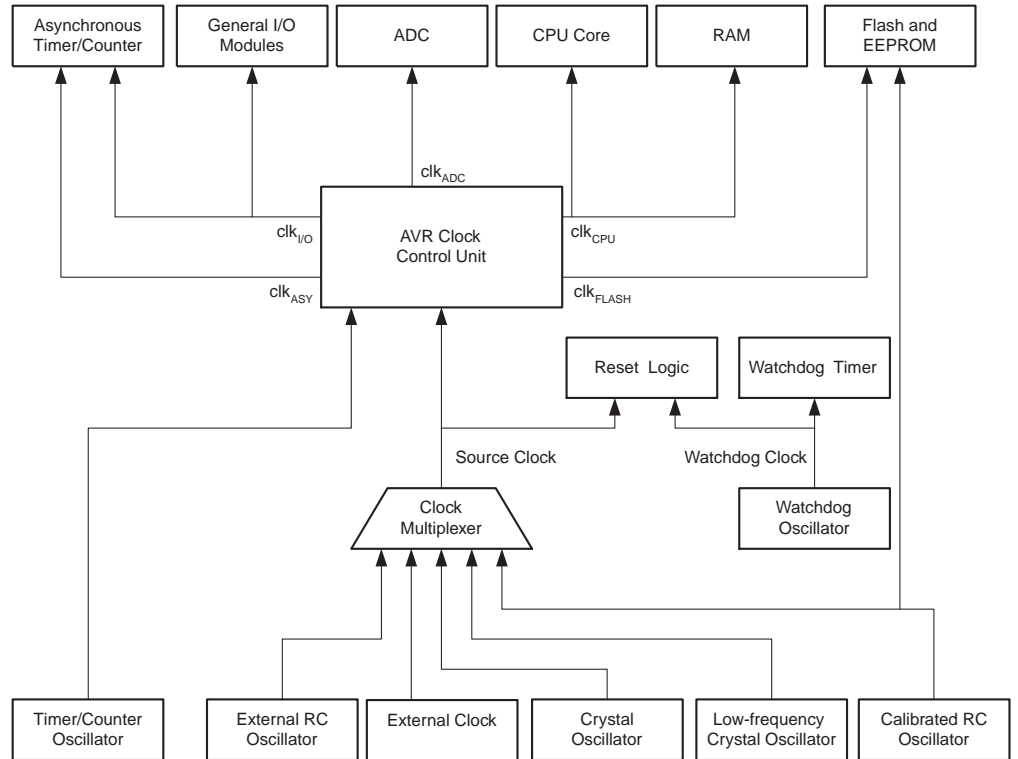 Asynchronous
Timer/Counter
General I/O
Modules
ADC
CPU Core
RAM
Flash and
EEPROM
clkADC
clkI/O
AVR Clock
Control Unit
clkCPU
clkASY
clkFLASH
Reset Logic
Watchdog Timer
Source Clock
Watchdog Clock
Clock
Multiplexer
Watchdog
Oscillator
Timer/Counter
Oscillator
External RC
Oscillator
External Clock
Crystal
Oscillator
Low-frequency
Crystal Oscillator
Calibrated RC
Oscillator